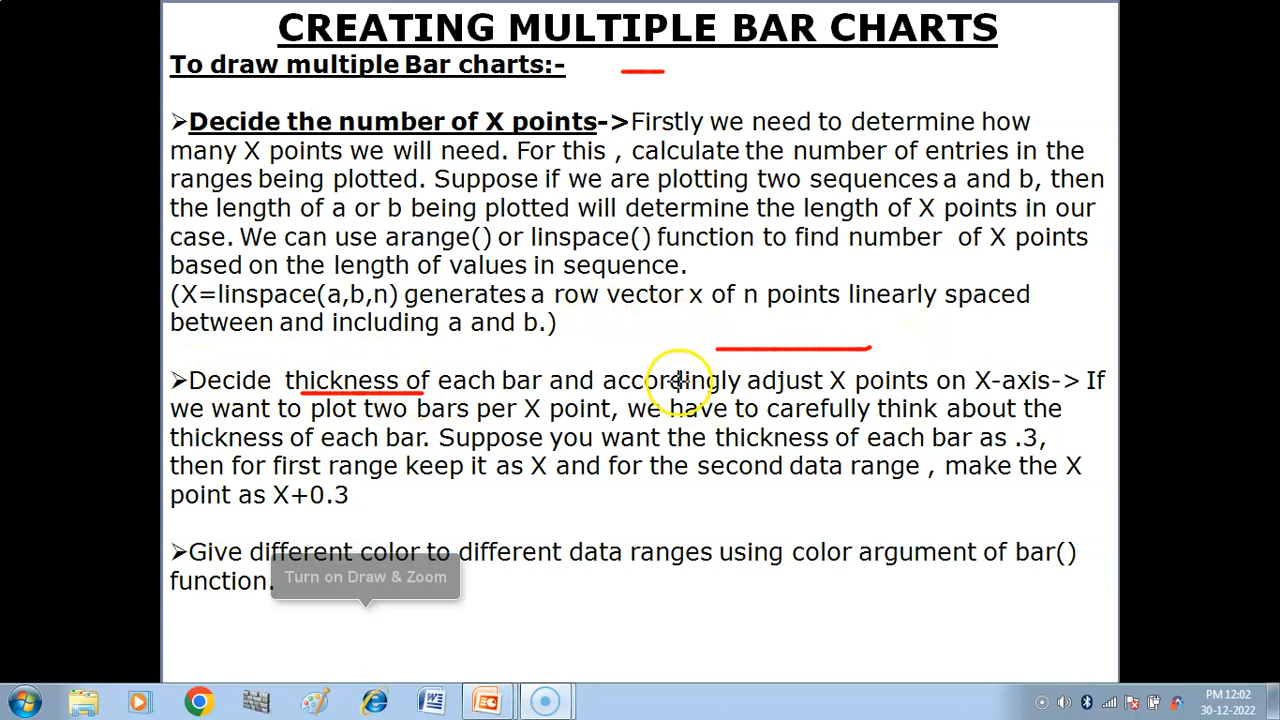 CREATING MULTIPLE BAR CHARTS
To draw multiple Bar charts:-
➢Decide the number of X points->Firstly we need to determine how
many X points we will need. For this , calculate the number of entries in the
ranges being plotted. Suppose if we are plotting two sequences a and b, then
the length of a or b being plotted will determine the length of X points in our
case. We can use arange() or linspace() function to find number of X points
based on the length of values in sequence.
(X=linspace(a,b,n) generates a row vector x of n points linearly spaced
between and including a and b.)
➢Decide thickness of each bar and accordingly adjust X points on X-axis-> If
we want to plot two bars per X point, we have to carefully think about the
thickness of each bar. Suppose you want the thickness of each bar as .3,
then for first range keep it as X and for the second data range , make the X
point as X+0.3
➢Give different color to different data ranges using color argument of bar()
function.
Turn on Draw & Zoom
PM 12:02
30-12-2022